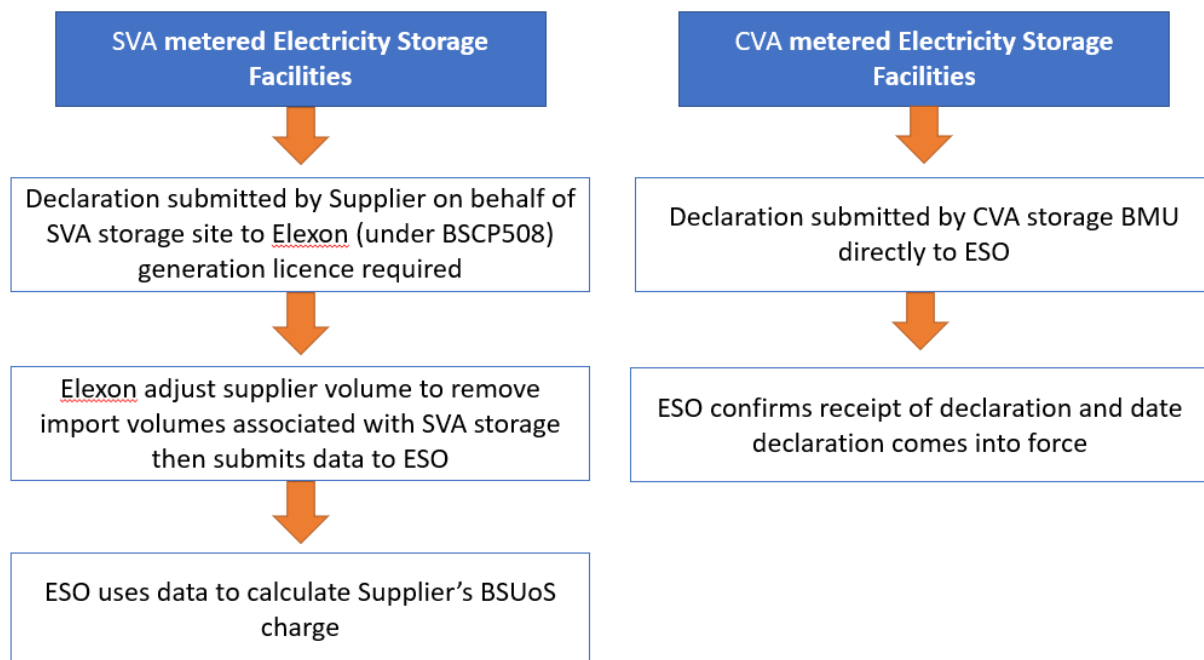 SVA metered Electricity Storage
Facilities
Declaration submitted by Supplier on behalf of
SVA storage site to Elexon (under BSCP508)
generation licence required
Elexon adjust supplier volume to remove
import volumes associated with SVA storage
then submits data to ESO
ESO uses data to calculate Supplier’s BSUoS
charge
CVA metered Electricity Storage
Facilities
Declaration submitted by CVA storage BMU
directly to ESO
ESO confirms receipt of declaration and date
declaration comes into force